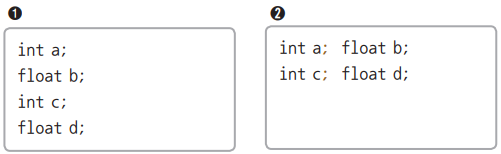 ❶
int a;
float b;
int c;
float d;
❷
int a; float b;
int c; float d;